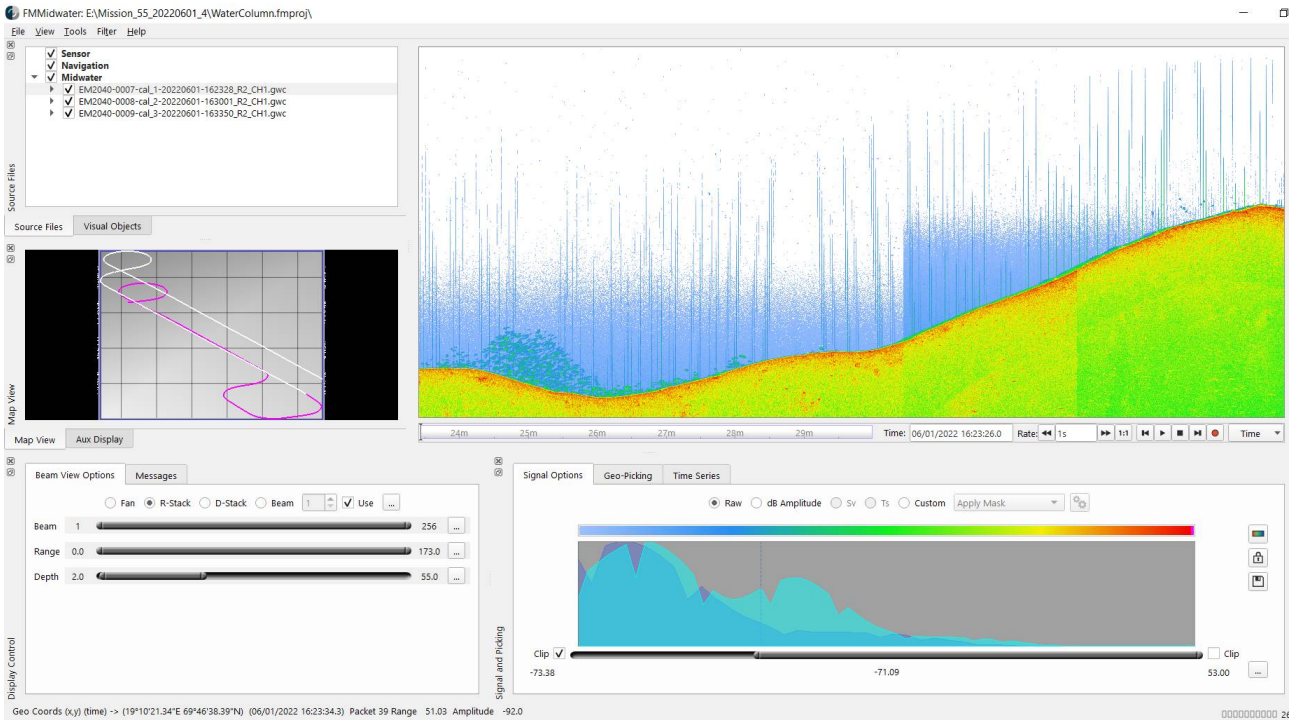 FMMidwater: E:\Mission_55_20220601_4\WaterColumn.fmproj\
File View Tools Filter Help
Sensor
Navigation
Midwater
EM2040-0007-cal_1-20220601-162328_R2_CH1.gwc
EM2040-0008-cal_2-20220601-163001_R2_CH1.gwc
EM2040-0009-cal_3-20220601-163350_R2_CH1.gwc
Source Files
Source Files Visual Objects
Map View
Map View Aux Display
24m 25m 26m 27m 28m 29m Time: 06/01/2022 16:23:26.0 Rate: 1s 1:1 Time
Beam View Options Messages
Fan R-Stack D-Stack Beam 1 Use ...
Beam 1 256 ...
Range 0.0 173.0 ...
Depth 2.0 55.0 ...
Display Control
Signal Options Geo-Picking Time Series
Raw dB Amplitude Sv Ts Custom Apply Mask
Clip Clip
-73.38 -71.09 53.00 ...
Signal and Picking
Geo Coords (x,y) (time) -> (19°10'21.34"E 69°46'38.39"N) (06/01/2022 16:23:34.3) Packet 39 Range 51.03 Amplitude -92.0
26